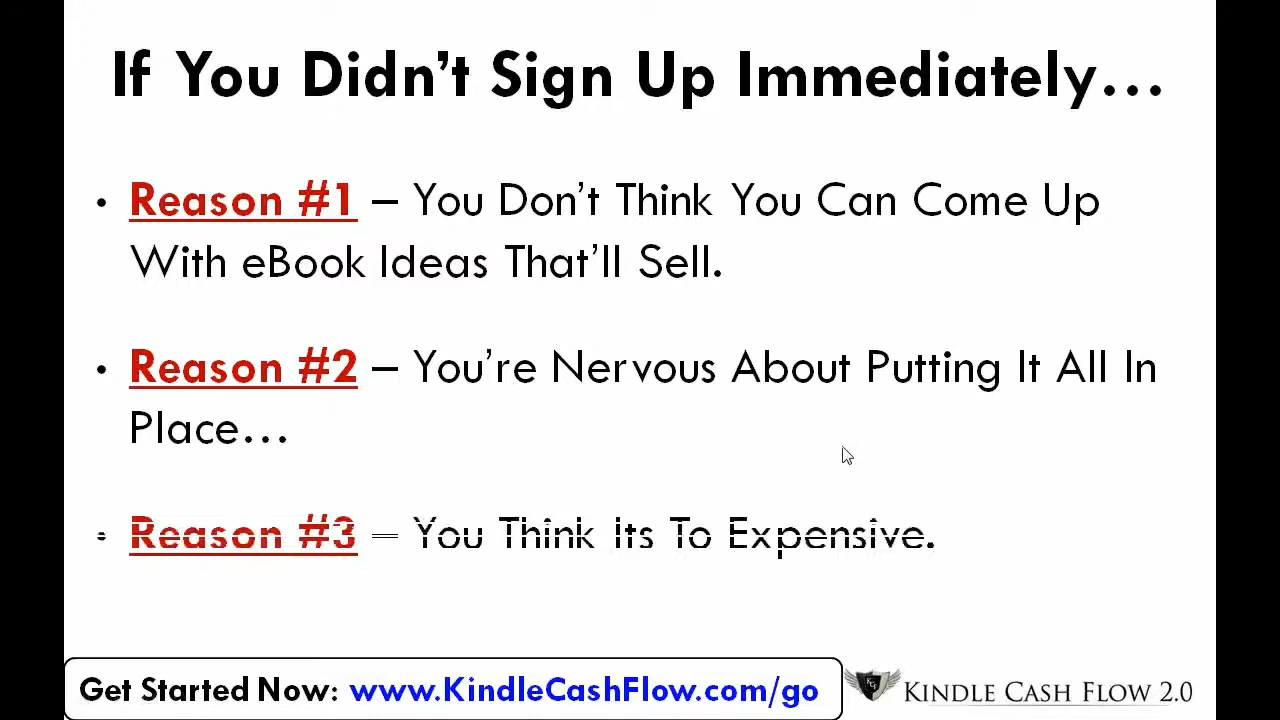 If You Didn't Sign Up Immediately...
• Reason #1 – You Don't Think You Can Come Up
With eBook Ideas That'll Sell.
• Reason #2 – You're Nervous About Putting It All In
Place...
• Reason #3 – You Think Its To Expensive.
Get Started Now: www.KindleCashFlow.com/go
KINDLE CASH FLOW 2.0